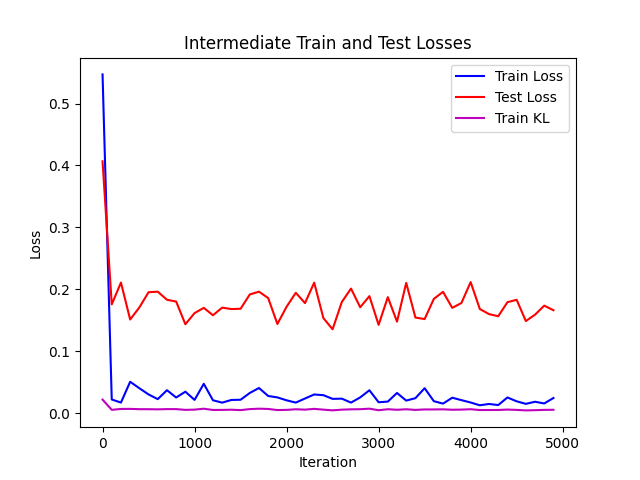 Intermediate Train and Test Losses
Train Loss
Test Loss
Train KL
Loss
0.5
0.4
0.3
0.2
0.1
0.0
0
1000
2000
3000
4000
5000
Iteration